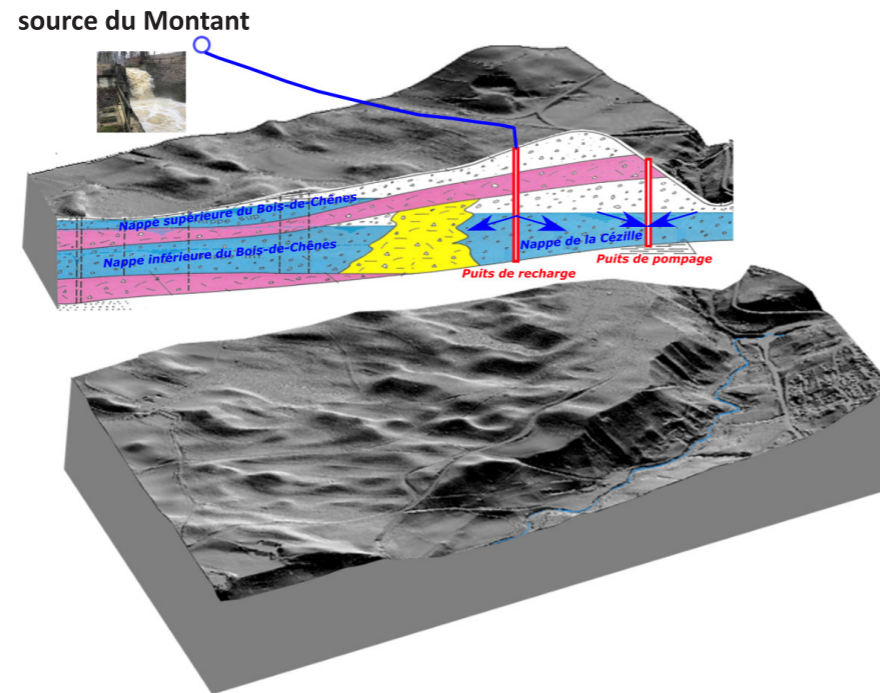 source du Montant
Nappe supérieure du Bois-de-Chênes
Nappe inférieure du Bois-de-Chênes
Nappe de la Cézille
Puits de recharge
Puits de pompage